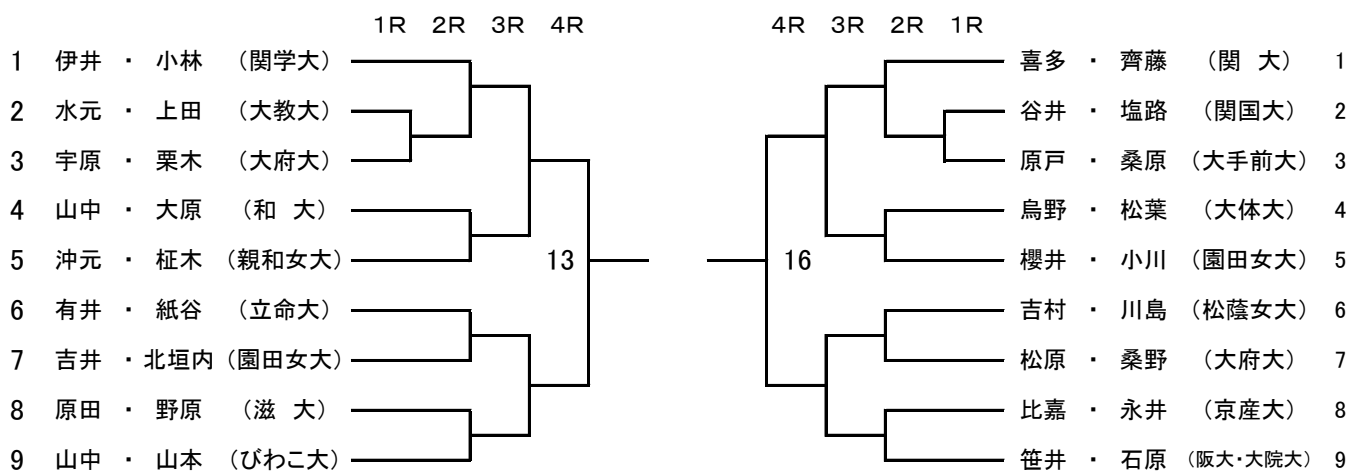 1R 2R 3R 4R
1 伊井 ・ 小林 (関学大)
2 水元 ・ 上田 (大教大)
3 宇原 ・ 栗木 (大府大)
4 山中 ・ 大原 (和 大)
5 沖元 ・ 柾木 (親和女大)
13
6 有井 ・ 紙谷 (立命大)
7 吉井 ・ 北垣内 (園田女大)
8 原田 ・ 野原 (滋 大)
9 山中 ・ 山本 (びわこ大)
4R 3R 2R 1R
喜多 ・ 齊藤 (関 大) 1
谷井 ・ 塩路 (関国大) 2
原戸 ・ 桑原 (大手前大) 3
烏野 ・ 松葉 (大体大) 4
櫻井 ・ 小川 (園田女大) 5
16
吉村 ・ 川島 (松蔭女大) 6
松原 ・ 桑野 (大府大) 7
比嘉 ・ 永井 (京産大) 8
笹井 ・ 石原 (阪大・大院大) 9